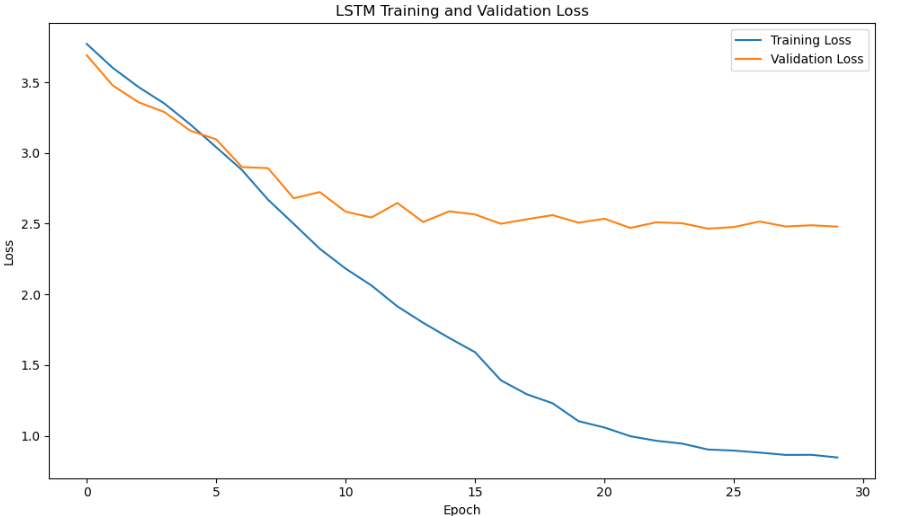 LSTM Training and Validation Loss
Training Loss
Validation Loss
3.5
3.0
2.5
2.0
1.5
1.0
Loss
0 5 10 15 20 25 30
Epoch